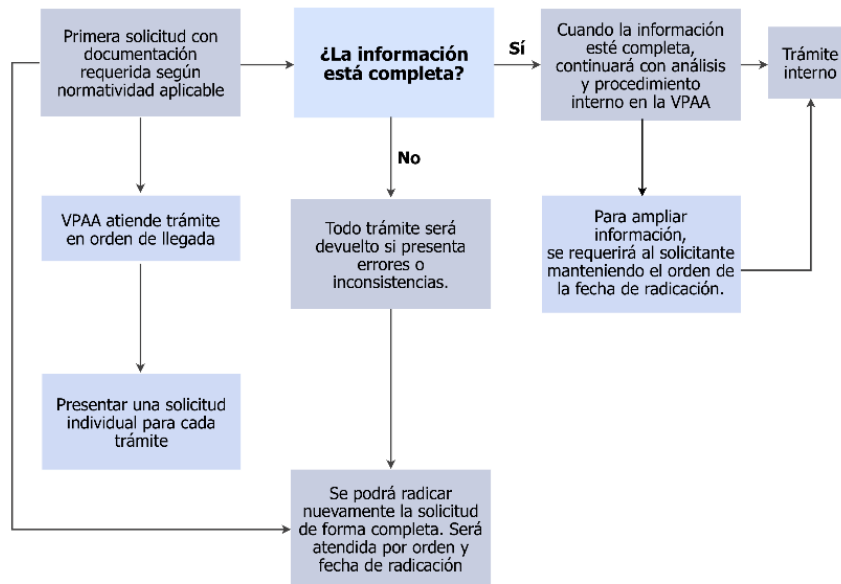 Primera solicitud con
documentación
requerida según
normatividad aplicable
¿La información
está completa?
Sí
Cuando la información
esté completa,
continuará con análisis
y procedimiento
interno en la VPAA
Trámite
interno
No
VPAA atiende trámite
en orden de llegada
Todo trámite será
devuelto si presenta
errores o
inconsistencias.
Para ampliar
información,
se requerirá al solicitante
manteniendo el orden de
la fecha de radicación.
Presentar una solicitud
individual para cada
trámite
Se podrá radicar
nuevamente la solicitud
de forma completa. Será
atendida por orden y
fecha de radicación